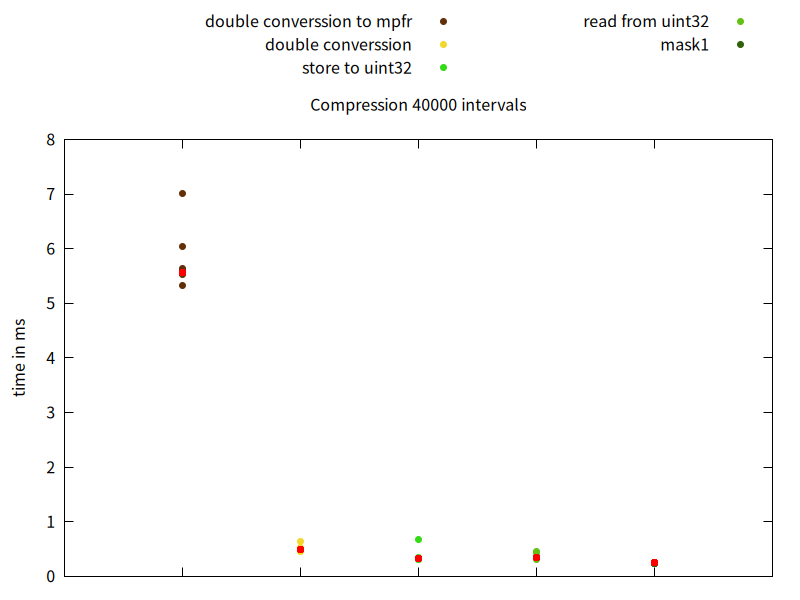 double converssion to mpfr
double converssion
store to uint32
read from uint32
mask1
Compression 40000 intervals
8
7
6
5
4
3
2
1
0
time in ms